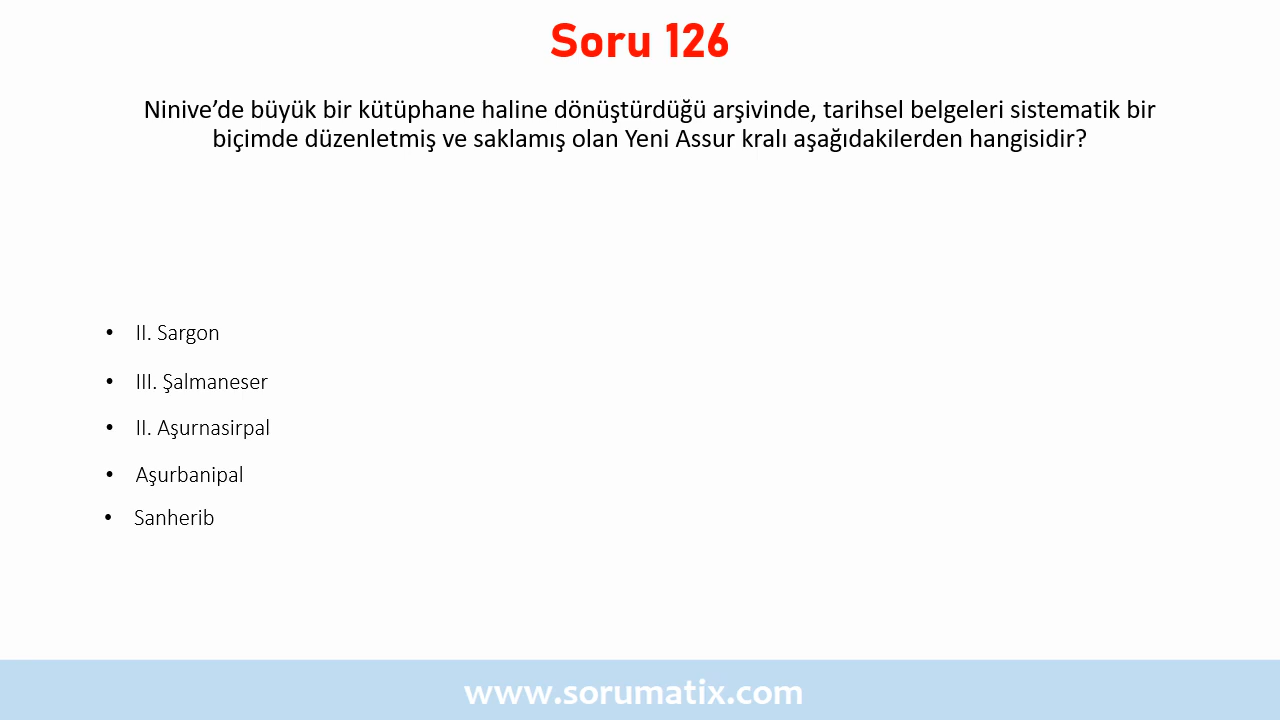 Soru 126
Ninive’de büyük bir kütüphane haline dönüştürdüğü arşivinde, tarihsel belgeleri sistematik bir
biçimde düzenletmiş ve saklamış olan Yeni Assur kralı aşağıdakilerden hangisidir?
• II. Sargon
• III. Şalmaneser
• II. Aşurnasirpal
• Aşurbanipal
• Sanherib
www.sorumatix.com